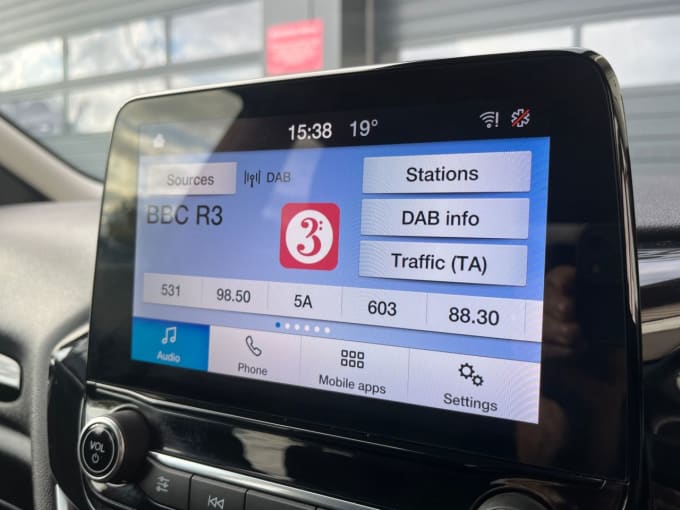 15:38 19°
Sources DAB
Stations
BBC R3
3:
DAB info
Traffic (TA)
531 98.50 5A 603 88.30
Audio
Phone
Mobile apps
Settings
VOL